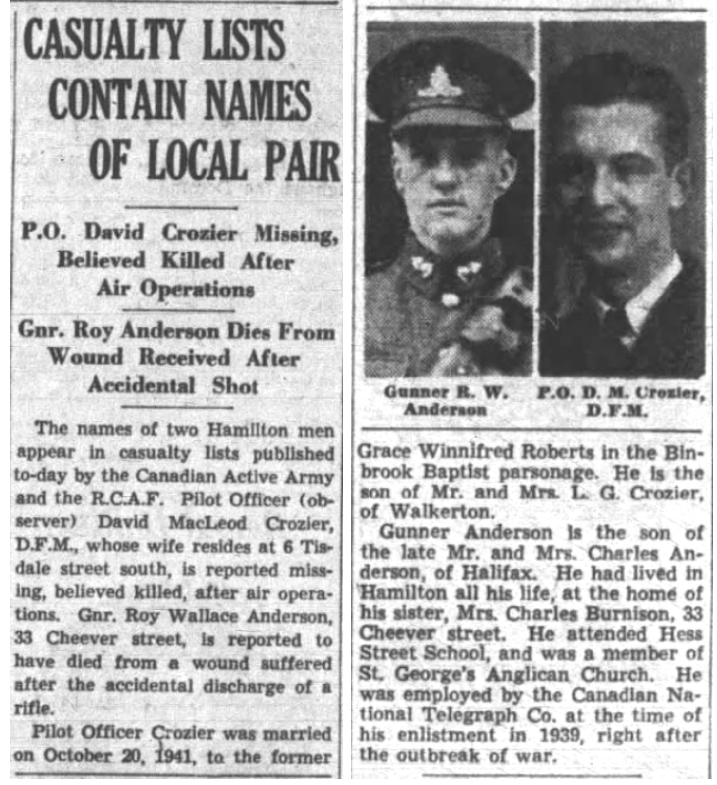 CASUALTY LISTS
CONTAIN NAMES
OF LOCAL PAIR
P.O. David Crozier Missing,
Believed Killed After
Air Operations
Gnr. Roy Anderson Dies From
Wound Received After
Accidental Shot
The names of two Hamilton men
appear in casualty lists published
to-day by the Canadian Active Army
and the R.C.A.F. Pilot Officer (ob-
server) David MacLeod Crozier,
D.F.M., whose wife resides at 6 Tis-
dale street south, is reported miss-
ing, believed killed, after air opera-
tions. Gnr. Roy Wallace Anderson,
33 Cheever street, is reported to
have died from a wound suffered
after the accidental discharge of a
rifle.
Pilot Officer Crozier was married
on October 20, 1941, to the former
Gunner R. W.
Anderson
P.O. D. M. Crozier,
D.F.M.
Grace Winnifred Roberts in the Bin-
brook Baptist parsonage. He is the
son of Mr. and Mrs. L. G. Crozier,
of Walkerton.
Gunner Anderson is the son of
the late Mr. and Mrs. Charles An-
derson, of Halifax. He had lived in
Hamilton all his life, at the home of
his sister, Mrs. Charles Burnison, 33
Cheever street. He attended Hess
Street School, and was a member of
St. George's Anglican Church. He
was employed by the Canadian Na-
tional Telegraph Co. at the time of
his enlistment in 1939, right after
the outbreak of war.